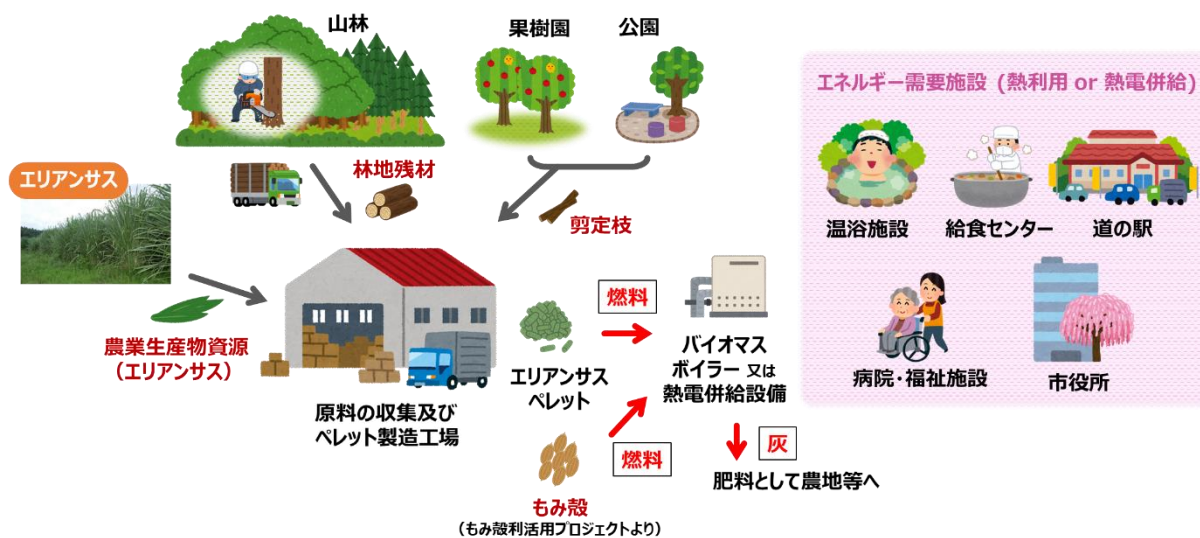 山林
果樹園
公園
エネルギー需要施設 (熱利用 or 熱電併給)
エリアンサス
林地残材
剪定枝
温浴施設
給食センター
道の駅
農業生産物資源
（エリアンサス）
原料の収集及び
ペレット製造工場
エリアンサス
ペレット
燃料
バイオマス
ボイラー 又は
熱電併給設備
病院・福祉施設
市役所
もみ殻
（もみ殻利活用プロジェクトより）
燃料
灰
肥料として農地等へ